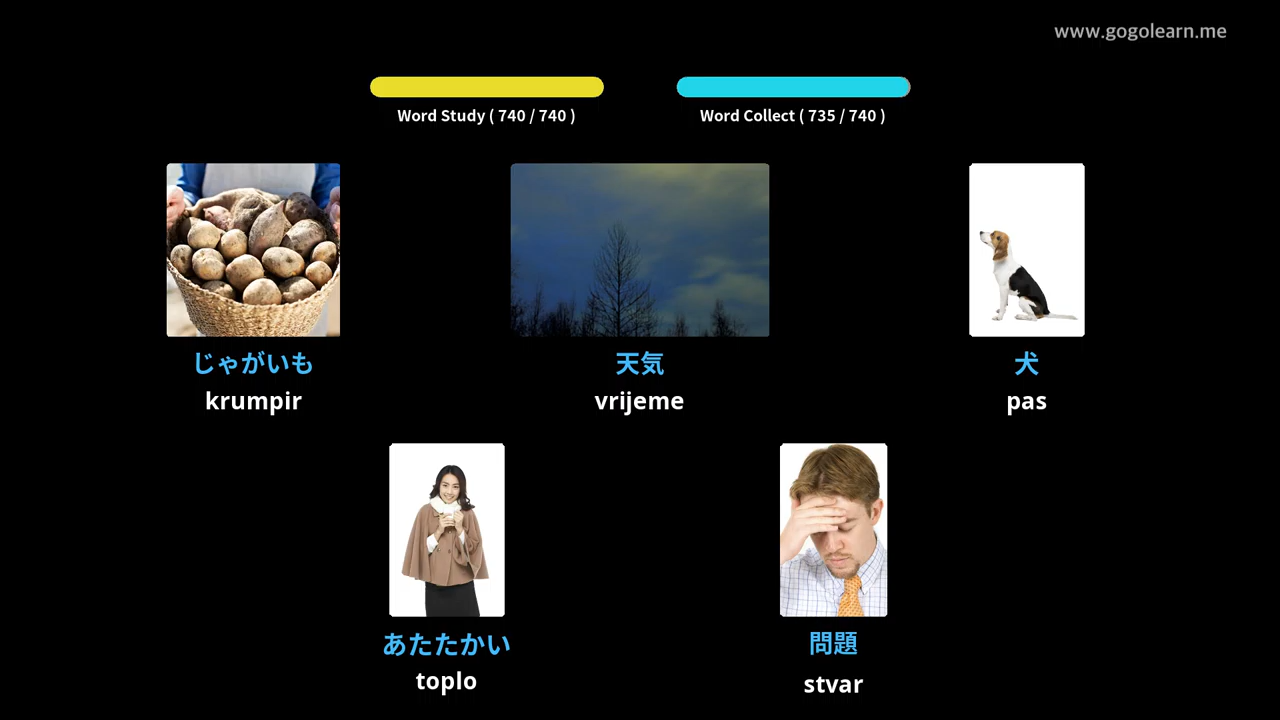 www.gogolearn.me
Word Study ( 740 / 740 )
Word Collect ( 735 / 740 )
じゃがいも
krumpir
天気
vrijeme
犬
pas
あたたかい
toplo
問題
stvar